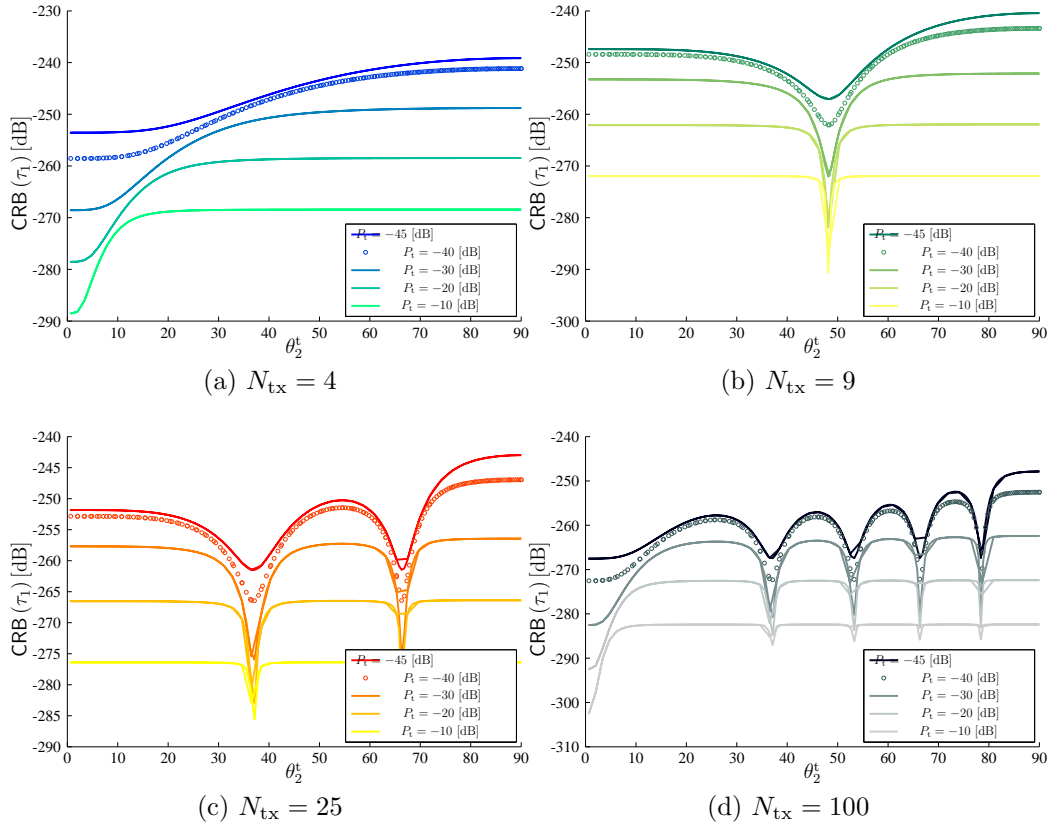 -230
-240
-250
-260
-270
-280
-290
CRB (τ₁) [dB]
0 10 20 30 40 50 60 70 80 90
θ₂ᵗ
Pₜ = −45 [dB]
Pₜ = −40 [dB]
Pₜ = −30 [dB]
Pₜ = −20 [dB]
Pₜ = −10 [dB]
(a) Nₜₓ = 4
-240
-250
-260
-270
-280
-290
-300
CRB (τ₁) [dB]
0 10 20 30 40 50 60 70 80 90
θ₂ᵗ
Pₜ = −45 [dB]
Pₜ = −40 [dB]
Pₜ = −30 [dB]
Pₜ = −20 [dB]
Pₜ = −10 [dB]
(b) Nₜₓ = 9
-240
-245
-250
-255
-260
-265
-270
-275
-280
-285
-290
CRB (τ₁) [dB]
0 10 20 30 40 50 60 70 80 90
θ₂ᵗ
Pₜ = −45 [dB]
Pₜ = −40 [dB]
Pₜ = −30 [dB]
Pₜ = −20 [dB]
Pₜ = −10 [dB]
(c) Nₜₓ = 25
-240
-250
-260
-270
-280
-290
-300
-310
CRB (τ₁) [dB]
0 10 20 30 40 50 60 70 80 90
θ₂ᵗ
Pₜ = −45 [dB]
Pₜ = −40 [dB]
Pₜ = −30 [dB]
Pₜ = −20 [dB]
Pₜ = −10 [dB]
(d) Nₜₓ = 100